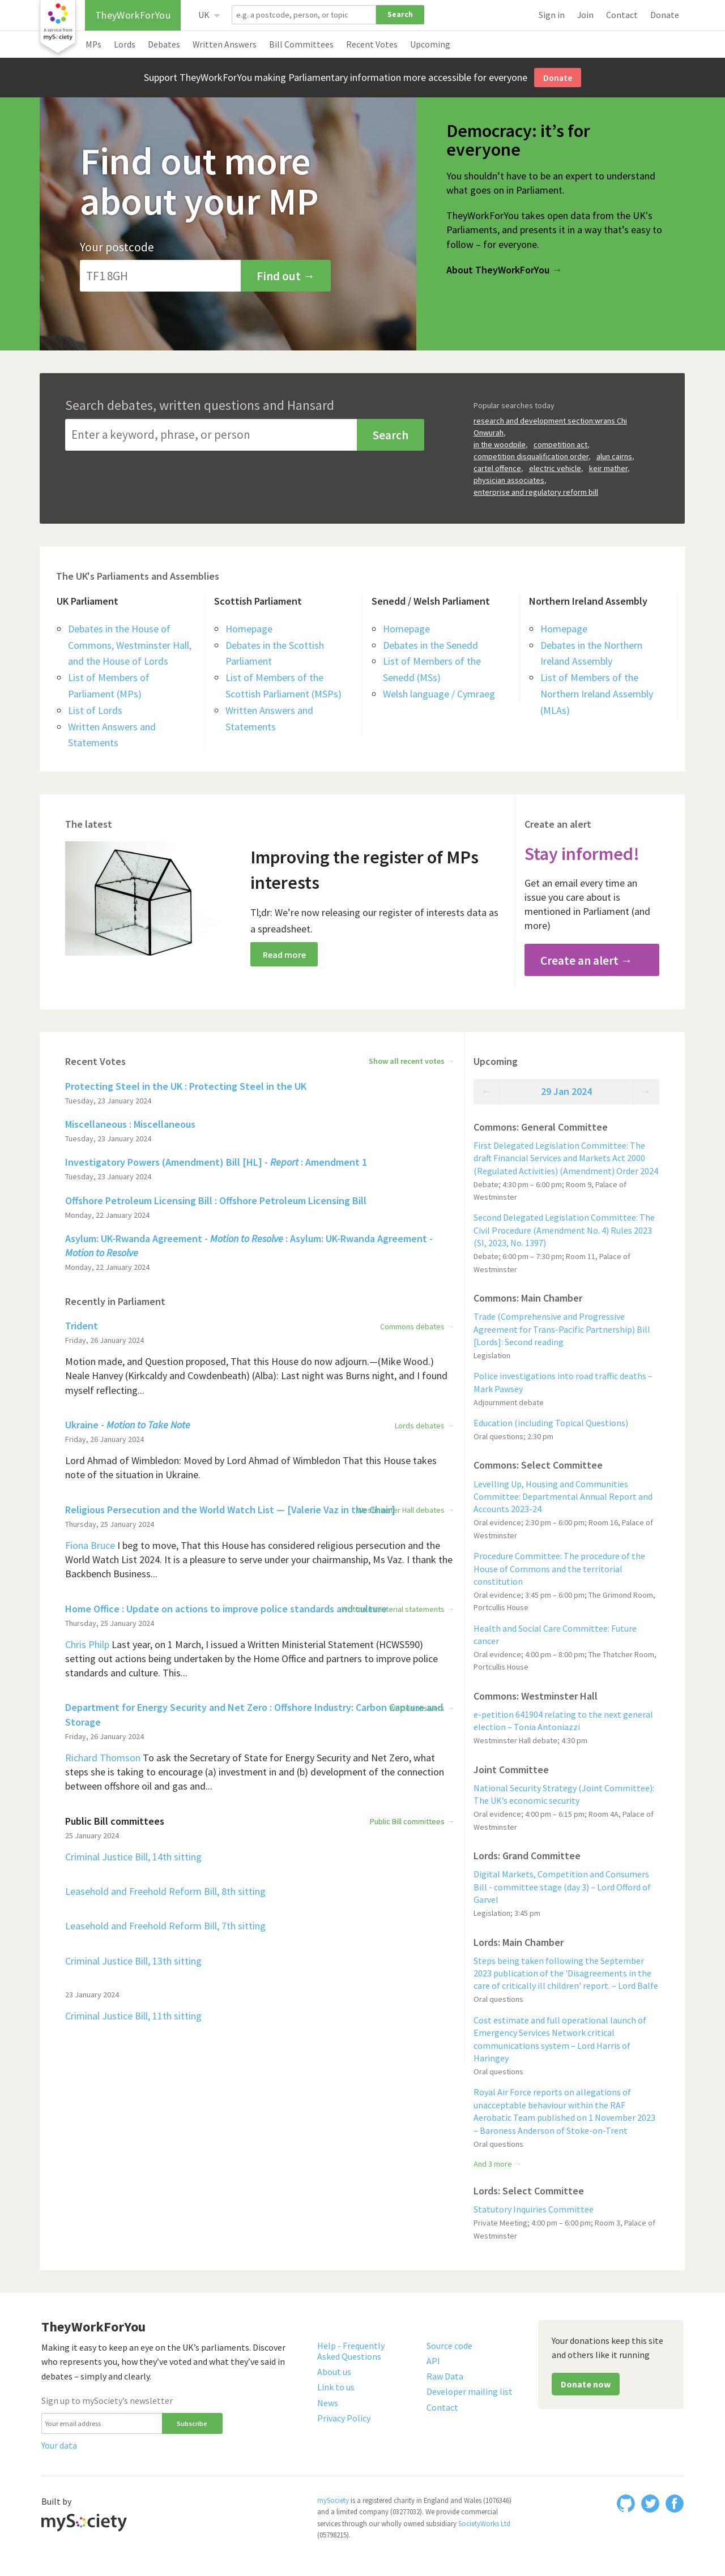 A service from
mySociety
TheyWorkForYou
UK
e.g. a postcode, person, or topic
Search
Sign in
Join
Contact
Donate
MPs
Lords
Debates
Written Answers
Bill Committees
Recent Votes
Upcoming
Support TheyWorkForYou making Parliamentary information more accessible for everyone
Donate
Find out more
about your MP
Your postcode
TF1 8GH
Find out →
Democracy: it’s for
everyone
You shouldn’t have to be an expert to understand
what goes on in Parliament.
TheyWorkForYou takes open data from the UK's
Parliaments, and presents it in a way that’s easy to
follow – for everyone.
About TheyWorkForYou →
Search debates, written questions and Hansard
Enter a keyword, phrase, or person
Search
Popular searches today
research and development section:wrans Chi
Onwurah,
in the woodpile, competition act,
competition disqualification order, alun cairns,
cartel offence, electric vehicle, keir mather,
physician associates,
enterprise and regulatory reform bill
The UK's Parliaments and Assemblies
UK Parliament
Debates in the House of
Commons, Westminster Hall,
and the House of Lords
List of Members of
Parliament (MPs)
List of Lords
Written Answers and
Statements
Scottish Parliament
Homepage
Debates in the Scottish
Parliament
List of Members of the
Scottish Parliament (MSPs)
Written Answers and
Statements
Senedd / Welsh Parliament
Homepage
Debates in the Senedd
List of Members of the
Senedd (MSs)
Welsh language / Cymraeg
Northern Ireland Assembly
Homepage
Debates in the Northern
Ireland Assembly
List of Members of the
Northern Ireland Assembly
(MLAs)
The latest
Improving the register of MPs
interests
Tl;dr: We’re now releasing our register of interests data as
a spreadsheet.
Read more
Create an alert
Stay informed!
Get an email every time an
issue you care about is
mentioned in Parliament (and
more)
Create an alert →
Recent Votes
Show all recent votes →
Protecting Steel in the UK : Protecting Steel in the UK
Tuesday, 23 January 2024
Miscellaneous : Miscellaneous
Tuesday, 23 January 2024
Investigatory Powers (Amendment) Bill [HL] - Report : Amendment 1
Tuesday, 23 January 2024
Offshore Petroleum Licensing Bill : Offshore Petroleum Licensing Bill
Monday, 22 January 2024
Asylum: UK-Rwanda Agreement - Motion to Resolve : Asylum: UK-Rwanda Agreement -
Motion to Resolve
Monday, 22 January 2024
Recently in Parliament
Trident
Commons debates →
Friday, 26 January 2024
Motion made, and Question proposed, That this House do now adjourn.—(Mike Wood.)
Neale Hanvey (Kirkcaldy and Cowdenbeath) (Alba): Last night was Burns night, and I found
myself reflecting...
Ukraine - Motion to Take Note
Lords debates →
Friday, 26 January 2024
Lord Ahmad of Wimbledon: Moved by Lord Ahmad of Wimbledon That this House takes
note of the situation in Ukraine.
Religious Persecution and the World Watch List — [Valerie Vaz in the Chair]
Westminster Hall debates →
Thursday, 25 January 2024
Fiona Bruce I beg to move, That this House has considered religious persecution and the
World Watch List 2024. It is a pleasure to serve under your chairmanship, Ms Vaz. I thank the
Backbench Business...
Home Office : Update on actions to improve police standards and culture
Written Ministerial statements →
Thursday, 25 January 2024
Chris Philp Last year, on 1 March, I issued a Written Ministerial Statement (HCWS590)
setting out actions being undertaken by the Home Office and partners to improve police
standards and culture. This...
Department for Energy Security and Net Zero : Offshore Industry: Carbon Capture and
Storage
Written Answers →
Friday, 26 January 2024
Richard Thomson To ask the Secretary of State for Energy Security and Net Zero, what
steps she is taking to encourage (a) investment in and (b) development of the connection
between offshore oil and gas and...
Public Bill committees
Public Bill committees →
25 January 2024
Criminal Justice Bill, 14th sitting
Leasehold and Freehold Reform Bill, 8th sitting
Leasehold and Freehold Reform Bill, 7th sitting
Criminal Justice Bill, 13th sitting
23 January 2024
Criminal Justice Bill, 11th sitting
Upcoming
←
29 Jan 2024
→
Commons: General Committee
First Delegated Legislation Committee: The
draft Financial Services and Markets Act 2000
(Regulated Activities) (Amendment) Order 2024
Debate; 4:30 pm – 6:00 pm; Room 9, Palace of
Westminster
Second Delegated Legislation Committee: The
Civil Procedure (Amendment No. 4) Rules 2023
(SI, 2023, No. 1397)
Debate; 6:00 pm – 7:30 pm; Room 11, Palace of
Westminster
Commons: Main Chamber
Trade (Comprehensive and Progressive
Agreement for Trans-Pacific Partnership) Bill
[Lords]: Second reading
Legislation
Police investigations into road traffic deaths –
Mark Pawsey
Adjournment debate
Education (including Topical Questions)
Oral questions; 2:30 pm
Commons: Select Committee
Levelling Up, Housing and Communities
Committee: Departmental Annual Report and
Accounts 2023-24
Oral evidence; 2:30 pm – 6:00 pm; Room 16, Palace of
Westminster
Procedure Committee: The procedure of the
House of Commons and the territorial
constitution
Oral evidence; 3:45 pm – 6:00 pm; The Grimond Room,
Portcullis House
Health and Social Care Committee: Future
cancer
Oral evidence; 4:00 pm – 8:00 pm; The Thatcher Room,
Portcullis House
Commons: Westminster Hall
e-petition 641904 relating to the next general
election – Tonia Antoniazzi
Westminster Hall debate; 4:30 pm
Joint Committee
National Security Strategy (Joint Committee):
The UK’s economic security
Oral evidence; 4:00 pm – 6:15 pm; Room 4A, Palace of
Westminster
Lords: Grand Committee
Digital Markets, Competition and Consumers
Bill - committee stage (day 3) – Lord Offord of
Garvel
Legislation; 3:45 pm
Lords: Main Chamber
Steps being taken following the September
2023 publication of the 'Disagreements in the
care of critically ill children' report. – Lord Balfe
Oral questions
Cost estimate and full operational launch of
Emergency Services Network critical
communications system – Lord Harris of
Haringey
Oral questions
Royal Air Force reports on allegations of
unacceptable behaviour within the RAF
Aerobatic Team published on 1 November 2023
– Baroness Anderson of Stoke-on-Trent
Oral questions
And 3 more →
Lords: Select Committee
Statutory Inquiries Committee
Private Meeting; 4:00 pm – 6:00 pm; Room 3, Palace of
Westminster
TheyWorkForYou
Making it easy to keep an eye on the UK’s parliaments. Discover
who represents you, how they’ve voted and what they’ve said in
debates – simply and clearly.
Sign up to mySociety’s newsletter
Your email address
Subscribe
Your data
Help - Frequently
Asked Questions
About us
Link to us
News
Privacy Policy
Source code
API
Raw Data
Developer mailing list
Contact
Your donations keep this site
and others like it running
Donate now
Built by
mySociety
mySociety is a registered charity in England and Wales (1076346)
and a limited company (03277032). We provide commercial
services through our wholly owned subsidiary SocietyWorks Ltd
(05798215).